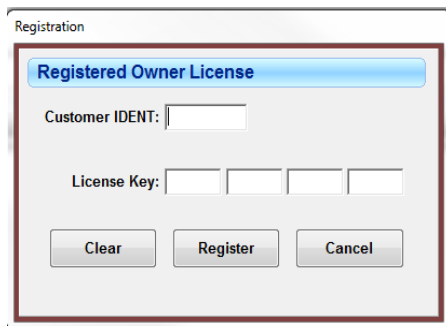 Registration
Registered Owner License
Customer IDENT:
License Key:
Clear Register Cancel